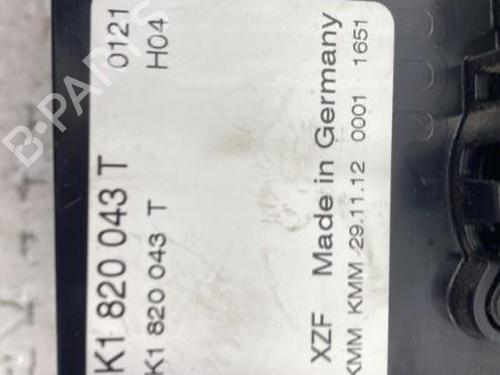 K1 820 043 T 0121
K1 820 043 T H04
XZF Made in Germany
KMM KMM 29.11.12 0001 1651
B-PARTS